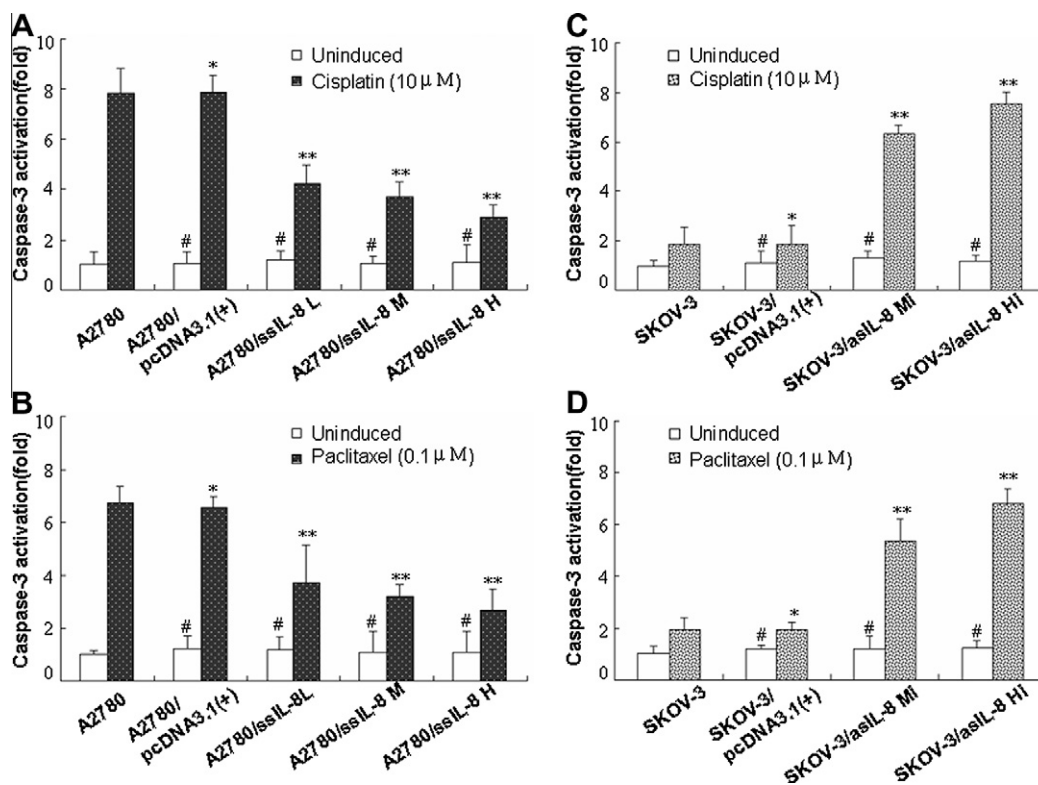 A
Caspase-3 activation(fold)
10
8
6
4
2
0
Uninduced
Cisplatin (10 μM)
*
**
**
**
#
#
#
#
A2780
A2780/
pcDNA3.1(+)
A2780/ssIL-8 L
A2780/ssIL-8 M
A2780/ssIL-8 H
B
Caspase-3 activation(fold)
10
8
6
4
2
0
Uninduced
Paclitaxel (0.1 μM)
*
**
**
**
#
#
#
#
A2780
A2780/
pcDNA3.1(+)
A2780/ssIL-8L
A2780/ssIL-8 M
A2780/ssIL-8 H
C
Caspase-3 activation(fold)
10
8
6
4
2
0
Uninduced
Cisplatin (10 μM)
**
**
*
#
#
#
SKOV-3
SKOV-3/
pcDNA3.1(+)
SKOV-3/asIL-8 Mi
SKOV-3/asIL-8 Hi
D
Caspase-3 activation(fold)
10
8
6
4
2
0
Uninduced
Paclitaxel (0.1 μM)
**
**
*
#
#
#
SKOV-3
SKOV-3/
pcDNA3.1(+)
SKOV-3/asIL-8 Mi
SKOV-3/asIL-8 Hi